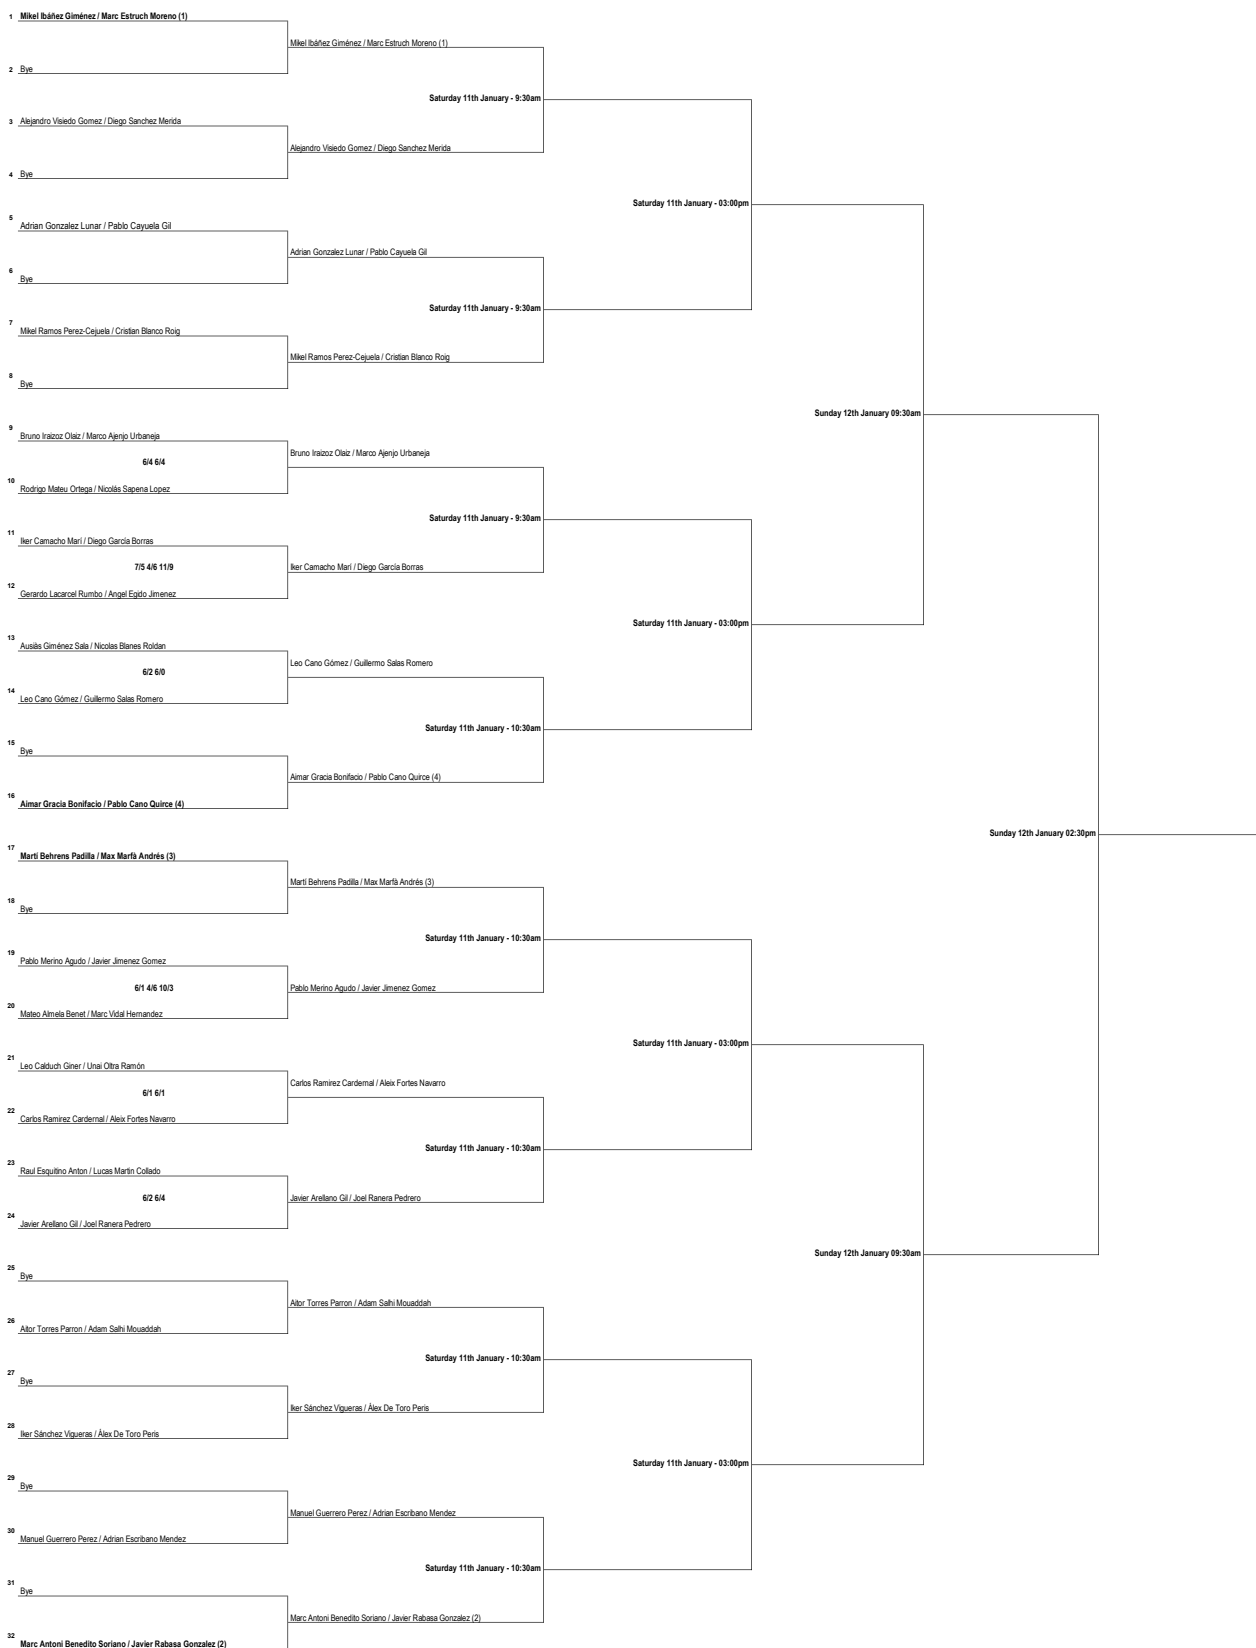 1 Mikel Ibáñez Giménez / Marc Estruch Moreno (1)
Mikel Ibáñez Giménez / Marc Estruch Moreno (1)
2 Bye
Saturday 11th January - 9:30am
3 Alejandro Visiedo Gomez / Diego Sanchez Merida
Alejandro Visiedo Gomez / Diego Sanchez Merida
4 Bye
Saturday 11th January - 03:00pm
5 Adrian Gonzalez Lunar / Pablo Cayuela Gil
Adrian Gonzalez Lunar / Pablo Cayuela Gil
6 Bye
Saturday 11th January - 9:30am
7 Mikel Ramos Perez-Cejuela / Cristian Blanco Roig
Mikel Ramos Perez-Cejuela / Cristian Blanco Roig
8 Bye
Sunday 12th January 09:30am
9 Bruno Iraizoz Olaiz / Marco Ajenjo Urbaneja
Bruno Iraizoz Olaiz / Marco Ajenjo Urbaneja
6/4 6/4
10 Rodrigo Mateu Ortega / Nicolás Sapena Lopez
Saturday 11th January - 9:30am
11 Iker Camacho Marí / Diego García Borras
7/5 4/6 11/9
Iker Camacho Marí / Diego García Borras
12 Gerardo Lacarcel Rumbo / Angel Egido Jimenez
Saturday 11th January - 03:00pm
13 Ausiàs Giménez Sala / Nicolas Blanes Roldan
Leo Cano Gómez / Guillermo Salas Romero
6/2 6/0
14 Leo Cano Gómez / Guillermo Salas Romero
Saturday 11th January - 10:30am
15 Bye
Aimar Gracia Bonifacio / Pablo Cano Quirce (4)
16 Aimar Gracia Bonifacio / Pablo Cano Quirce (4)
Sunday 12th January 02:30pm
17 Martí Behrens Padilla / Max Marfà Andrés (3)
Martí Behrens Padilla / Max Marfà Andrés (3)
18 Bye
Saturday 11th January - 10:30am
19 Pablo Merino Agudo / Javier Jimenez Gomez
6/1 4/6 10/3
Pablo Merino Agudo / Javier Jimenez Gomez
20 Mateo Almela Benet / Marc Vidal Hernandez
Saturday 11th January - 03:00pm
21 Leo Calduch Giner / Unai Oltra Ramón
Carlos Ramirez Cardernal / Aleix Fortes Navarro
6/1 6/1
22 Carlos Ramirez Cardernal / Aleix Fortes Navarro
Saturday 11th January - 10:30am
23 Raul Esquitino Anton / Lucas Martin Collado
6/2 6/4
Javier Arellano Gil / Joel Ranera Pedrero
24 Javier Arellano Gil / Joel Ranera Pedrero
Sunday 12th January 09:30am
25 Bye
Aitor Torres Parron / Adam Salhi Mouaddah
26 Aitor Torres Parron / Adam Salhi Mouaddah
Saturday 11th January - 10:30am
27 Bye
Iker Sánchez Vigueras / Álex De Toro Peris
28 Iker Sánchez Vigueras / Álex De Toro Peris
Saturday 11th January - 03:00pm
29 Bye
Manuel Guerrero Perez / Adrian Escribano Mendez
30 Manuel Guerrero Perez / Adrian Escribano Mendez
Saturday 11th January - 10:30am
31 Bye
Marc Antoni Benedito Soriano / Javier Rabasa Gonzalez (2)
32 Marc Antoni Benedito Soriano / Javier Rabasa Gonzalez (2)